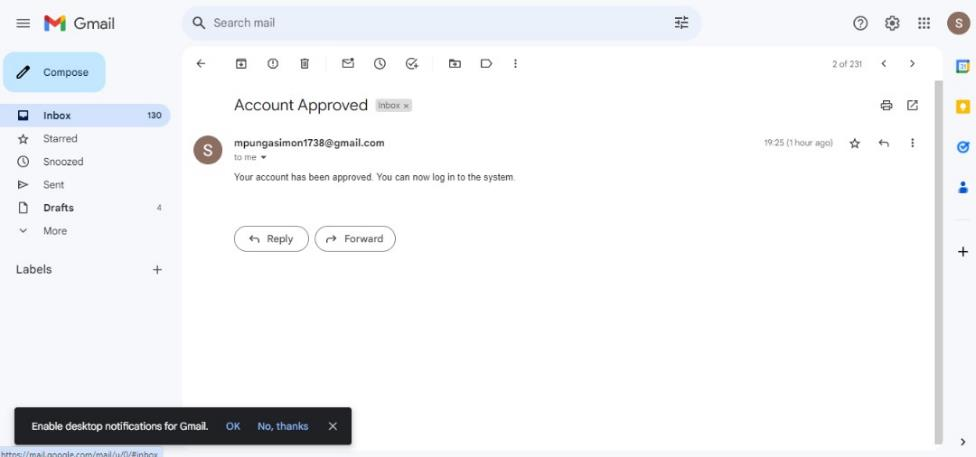 Gmail
Search mail
S
Compose
2 of 231
Inbox 130
Starred
Snoozed
Sent
Drafts 4
More
Labels
Account Approved Inbox x
S
mpungasimon1738@gmail.com 19:25 (1 hour ago)
to me
Your account has been approved. You can now log in to the system.
Reply Forward
Enable desktop notifications for Gmail. OK No, thanks
https://mail.google.com/mail/u/0/#inbox